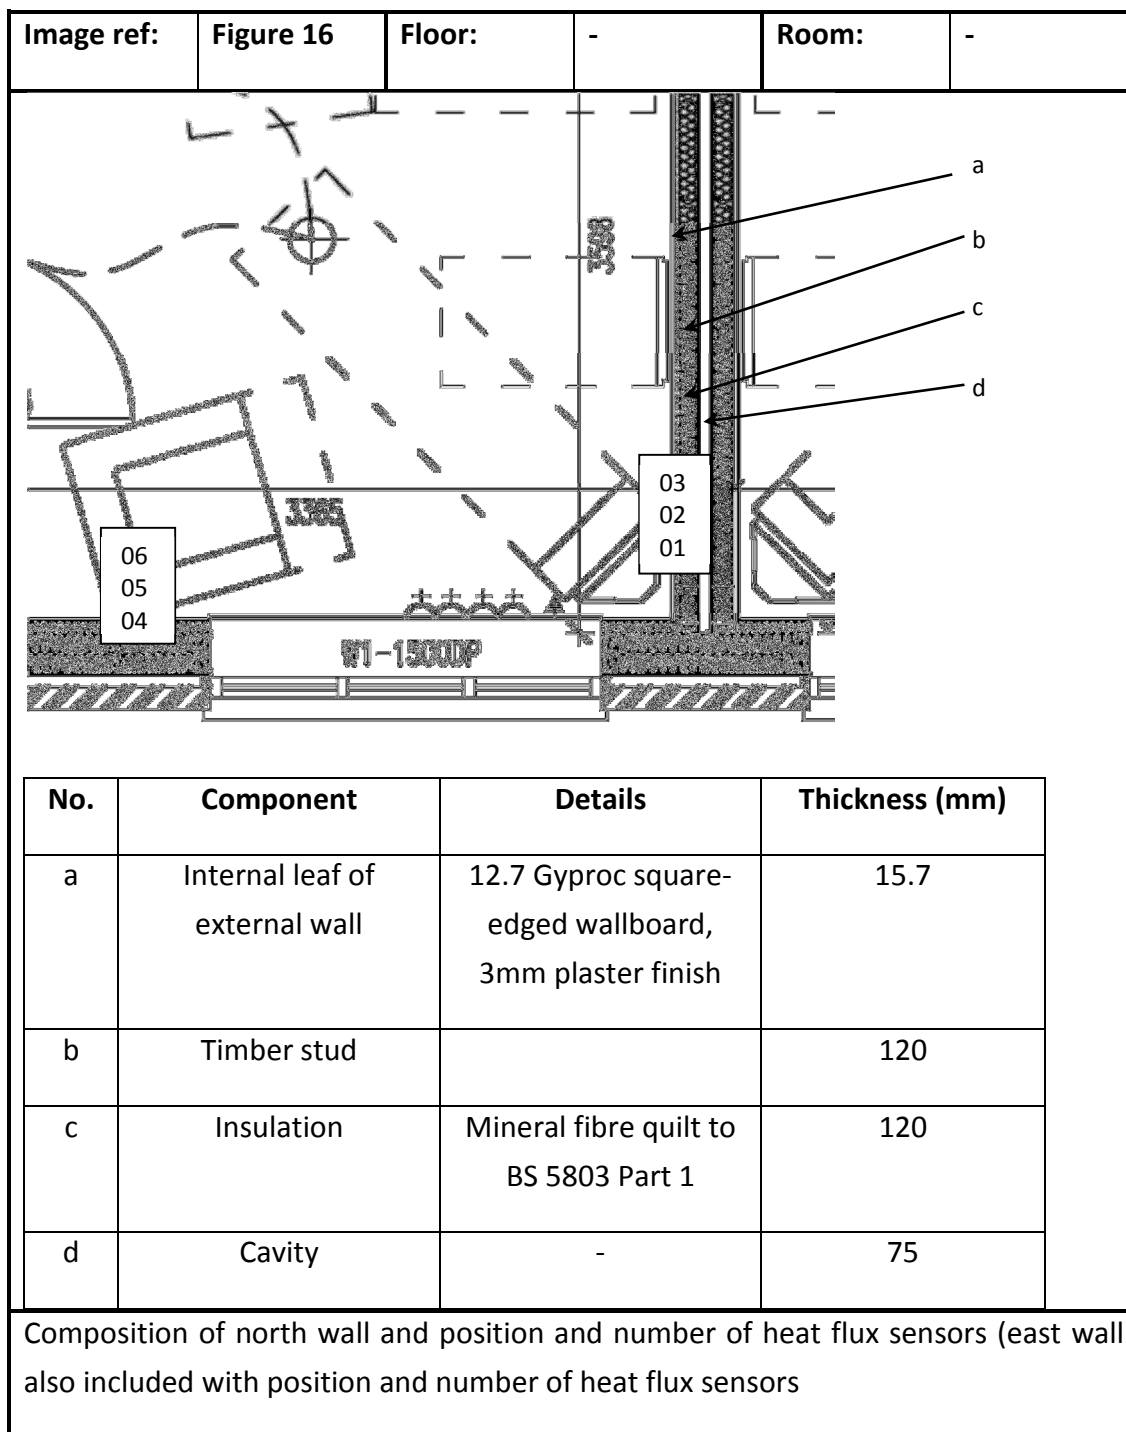 Image ref: Figure 16 Floor: - Room: -
a
b
c
d
3598
3385
03
02
01
06
05
04
W1-1500DP
No. Component Details Thickness (mm)
a Internal leaf of 12.7 Gyproc square- 15.7
external wall edged wallboard,
3mm plaster finish
b Timber stud 120
c Insulation Mineral fibre quilt to 120
BS 5803 Part 1
d Cavity - 75
Composition of north wall and position and number of heat flux sensors (east wall
also included with position and number of heat flux sensors